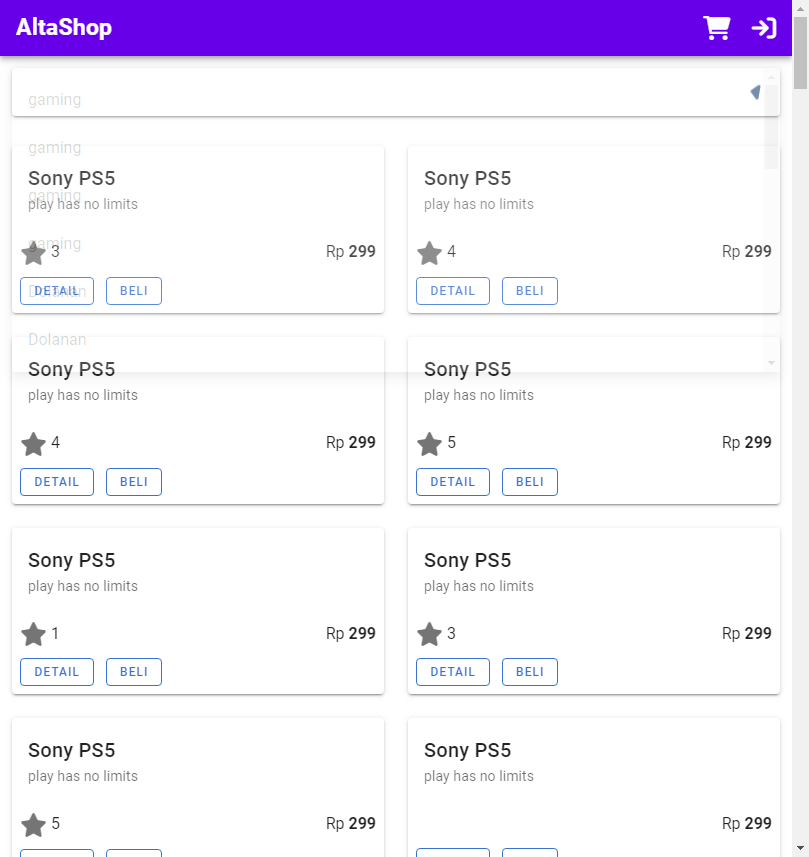 AltaShop
gaming
gaming
gaming
gaming
Dolanan
Dolanan
Sony PS5
play has no limits
3 Rp 299
DETAIL BELI
Sony PS5
play has no limits
4 Rp 299
DETAIL BELI
Sony PS5
play has no limits
4 Rp 299
DETAIL BELI
Sony PS5
play has no limits
5 Rp 299
DETAIL BELI
Sony PS5
play has no limits
1 Rp 299
DETAIL BELI
Sony PS5
play has no limits
3 Rp 299
DETAIL BELI
Sony PS5
play has no limits
5 Rp 299
Sony PS5
play has no limits
Rp 299